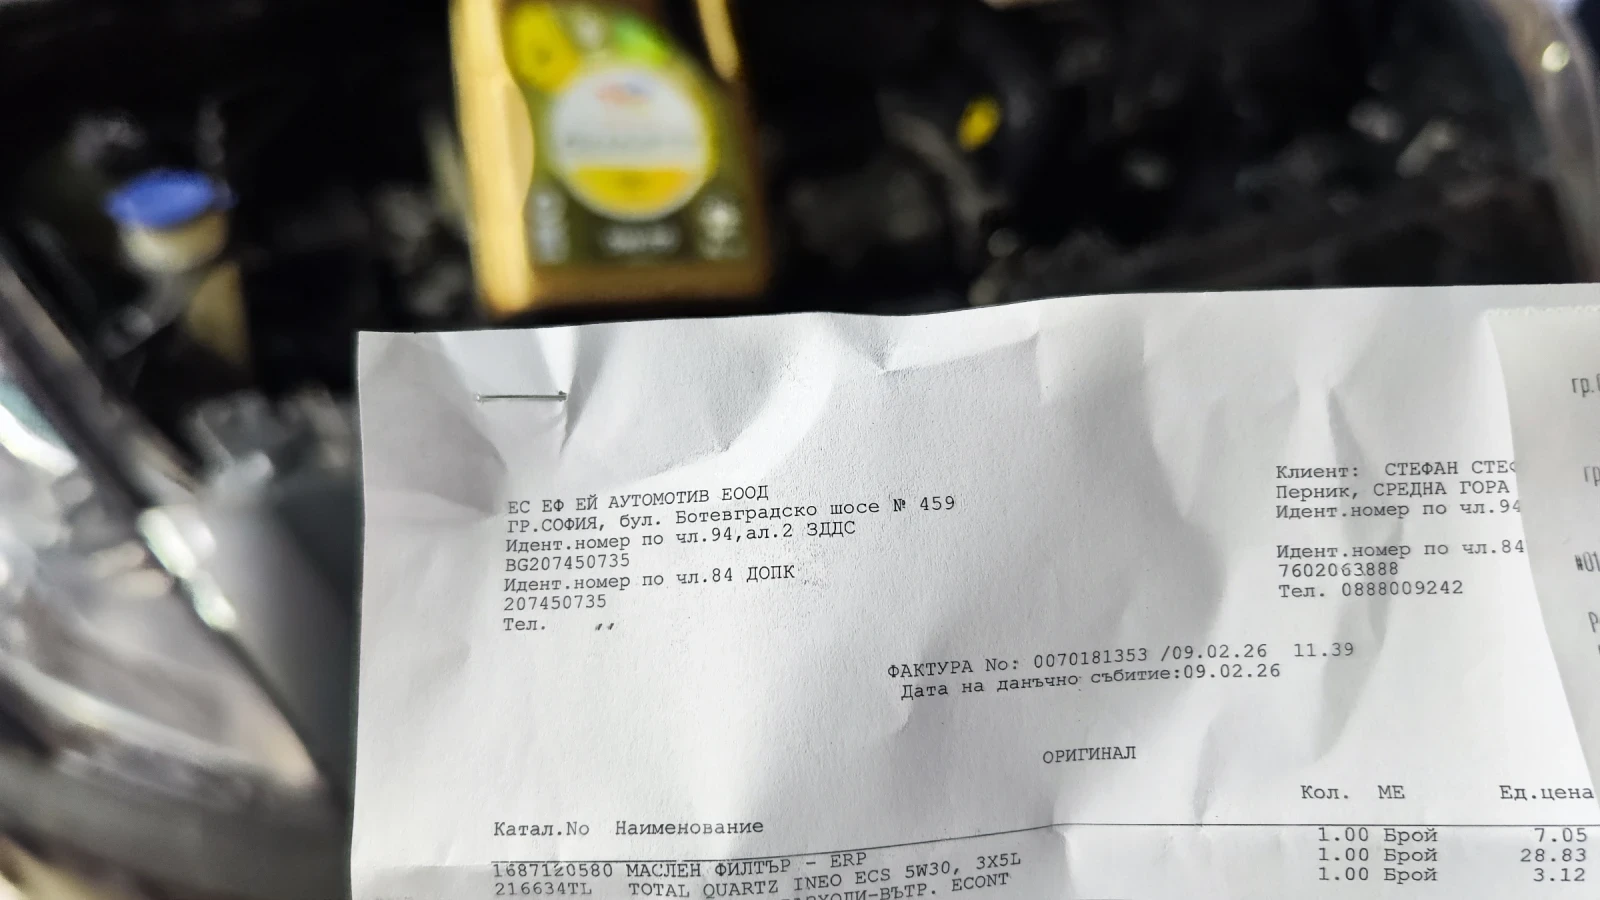 ЕС ЕФ ЕЙ АУТОМОТИВ ЕООД
ГР.СОФИЯ, бул. Ботевградско шосе № 459
Идент.номер по чл.94,ал.2 ЗДДС
BG207450735
Идент.номер по чл.84 ДОПК
207450735
Тел. ,,
Клиент: СТЕФАН
Перник, СРЕДНА ГОРА
Идент.номер по чл.94
Идент.номер по чл.84
7602063888
Тел. 0888009242
ФАКТУРА No: 0070181353 /09.02.26 11.39
Дата на данъчно събитие:09.02.26
ОРИГИНАЛ
Катал.No Наименование Кол. МЕ Ед.цена
1687120580 МАСЛЕН ФИЛТЪР - ERP 1.00 Брой 7.05
216634TL TOTAL QUARTZ INEO ECS 5W30, 3X5L 1.00 Брой 28.83
ВЪТР. ECONT 1.00 Брой 3.12
гр.
#01